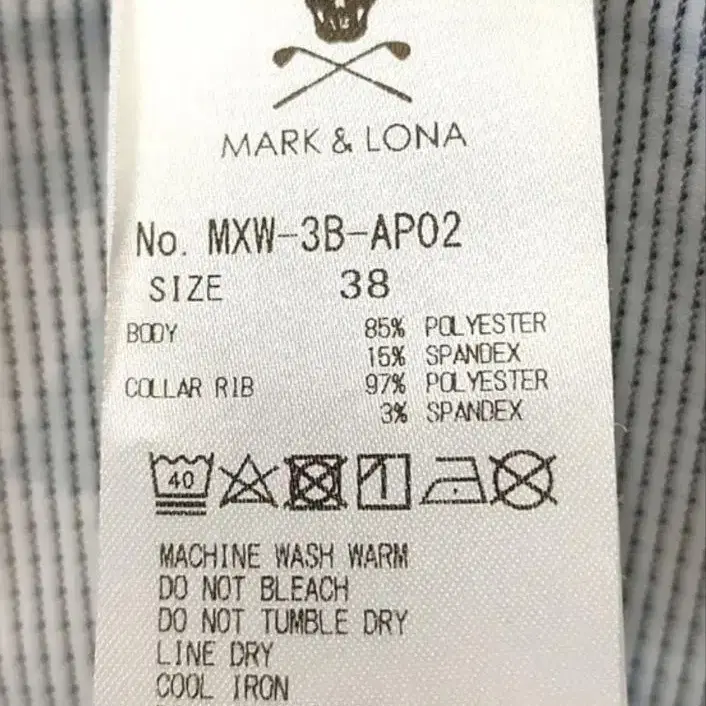 MARK & LONA
No. MXW-3B-AP02
SIZE 38
BODY 85% POLYESTER
15% SPANDEX
COLLAR RIB 97% POLYESTER
3% SPANDEX
40
MACHINE WASH WARM
DO NOT BLEACH
DO NOT TUMBLE DRY
LINE DRY
COOL IRON